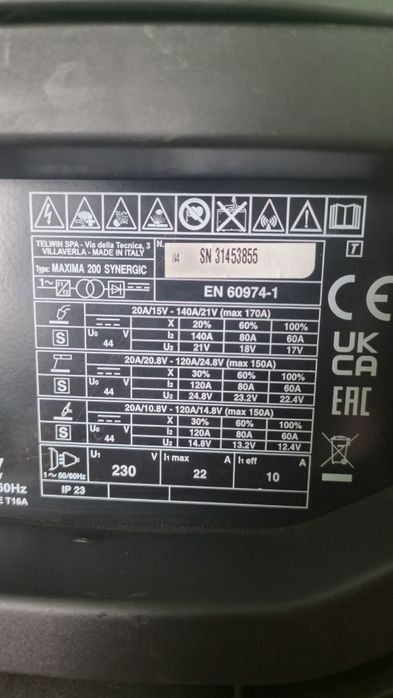 TELWIN SPA - Via della Tecnica, 3
VILLAVERLA - MADE IN ITALY
N.
SN 31453855
T
Type: MAXIMA 200 SYNERGIC
1~ EN 60974-1
CE
20A/15V - 140A/21V (max 170A)
X 20% 60% 100%
S U0 44 V I2 140A 80A 60A
U2 21V 18V 17V
UK
CA
20A/20.8V - 120A/24.8V (max 150A)
X 30% 60% 100%
S U0 44 V I2 120A 80A 60A
U2 24.8V 23.2V 22.4V
EAC
20A/10.8V - 120A/14.8V (max 150A)
X 30% 60% 100%
S U0 44 V I2 120A 80A 60A
U2 14.8V 13.2V 12.4V
U1 230 V I1 max 22 A I1 eff 10 A
1~ 50/60Hz
60Hz
IP 23
E T16A